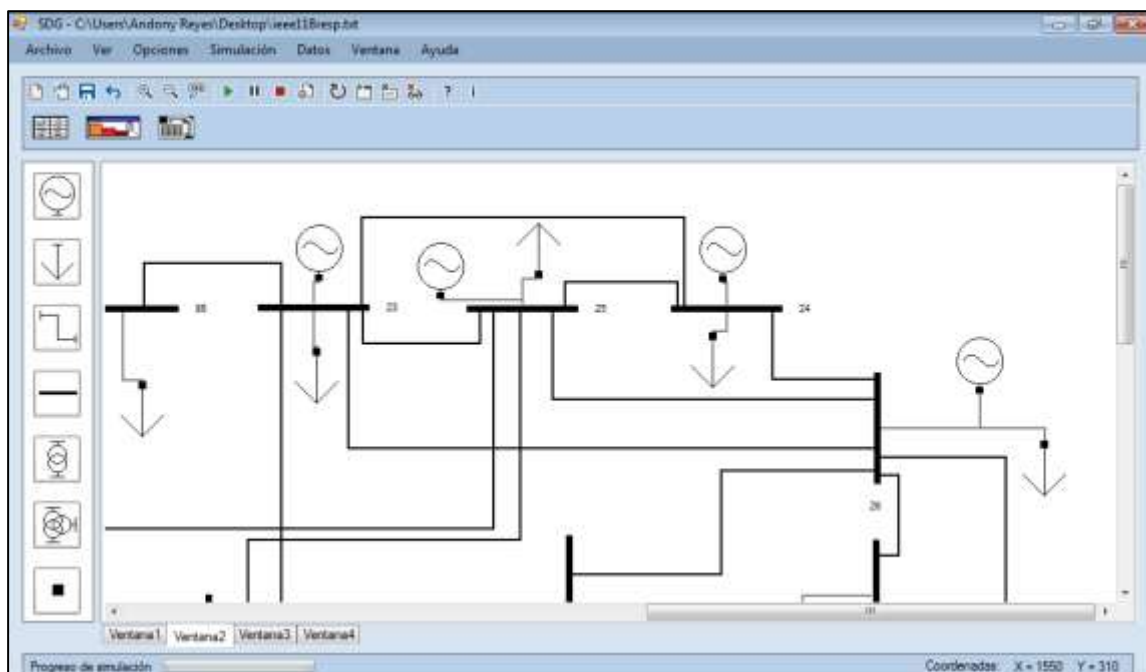 SDG - C:\Users\Andony Reyes\Desktop\ieee118resp.txt
Archivo Ver Opciones Simulación Datos Ventana Ayuda
? i
23 25 24
Ventana1 Ventana2 Ventana3 Ventana4
Progreso de simulación
Coordenadas: X = 1550 Y = 310